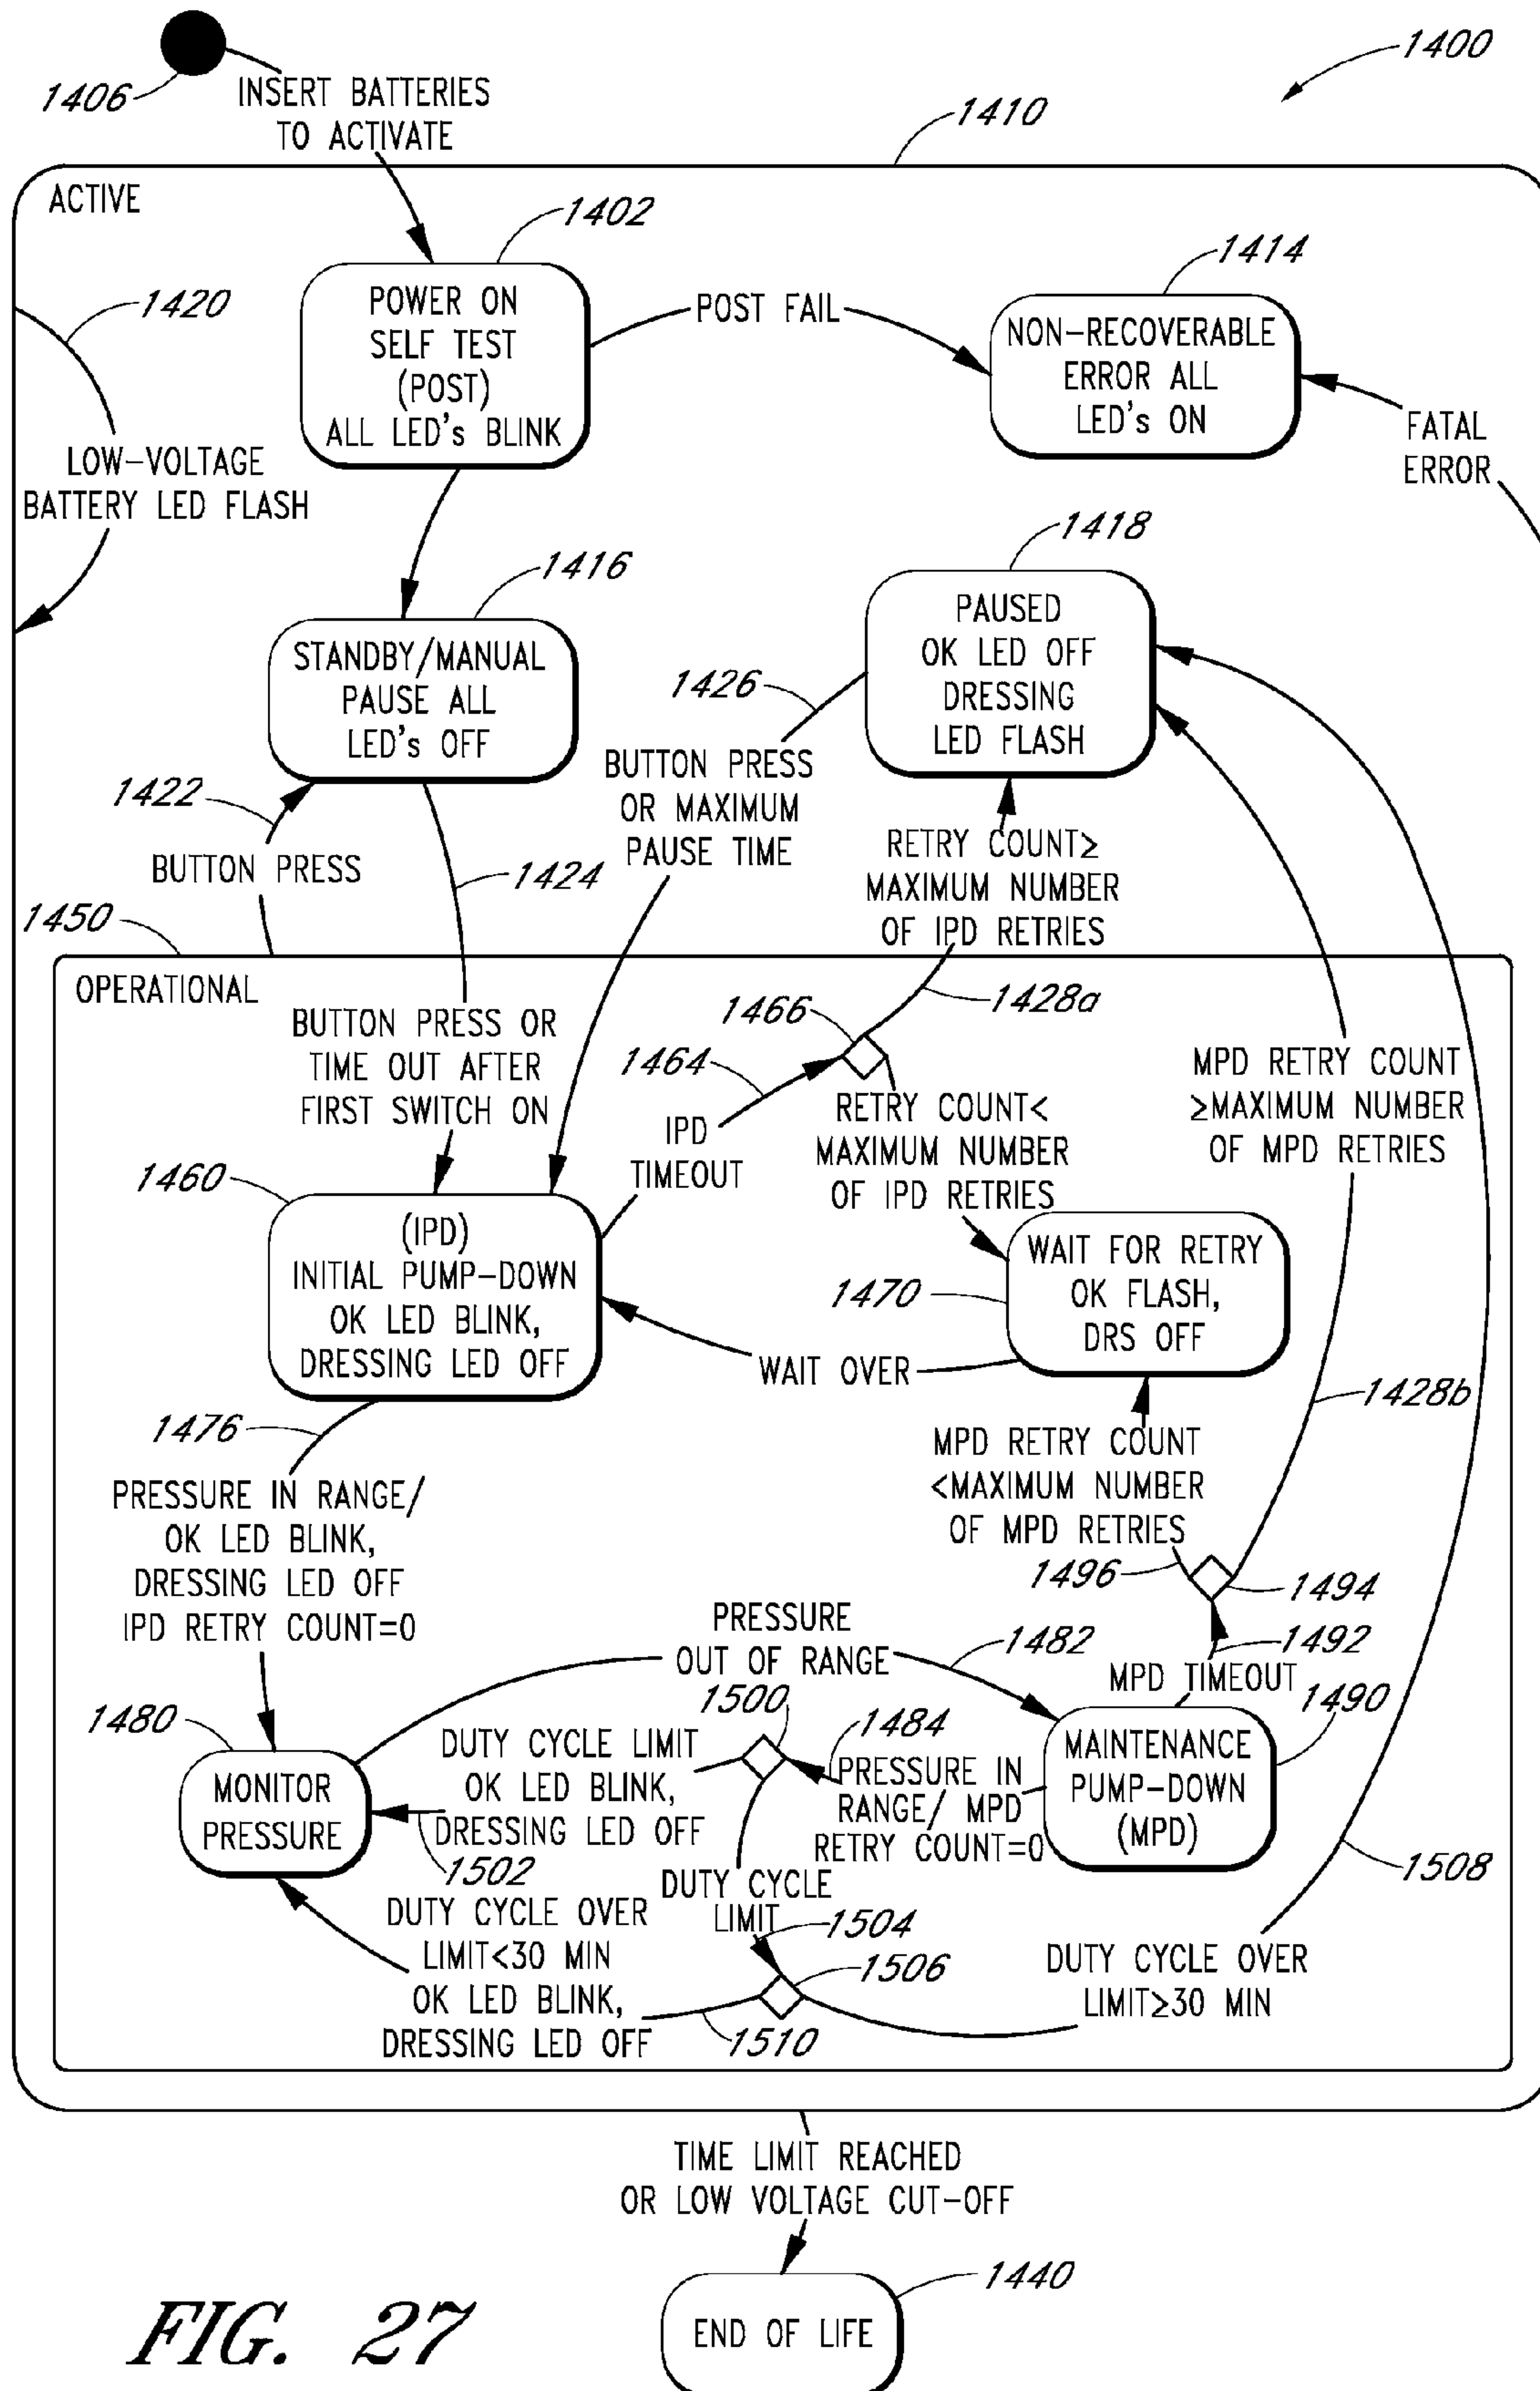 1400
1406
INSERT BATTERIES
TO ACTIVATE
1410
ACTIVE
1402
POWER ON
SELF TEST
(POST)
ALL LED's BLINK
POST FAIL
1414
NON-RECOVERABLE
ERROR ALL
LED's ON
FATAL
ERROR
1420
LOW-VOLTAGE
BATTERY LED FLASH
1416
STANDBY/MANUAL
PAUSE ALL
LED's OFF
1418
PAUSED
OK LED OFF
DRESSING
LED FLASH
1426
BUTTON PRESS
OR MAXIMUM
PAUSE TIME
1422
BUTTON PRESS
1424
RETRY COUNT≥
MAXIMUM NUMBER
OF IPD RETRIES
1450
OPERATIONAL
BUTTON PRESS OR
TIME OUT AFTER
FIRST SWITCH ON
1466
1428a
1464
IPD
TIMEOUT
RETRY COUNT<
MAXIMUM NUMBER
OF IPD RETRIES
MPD RETRY COUNT
≥MAXIMUM NUMBER
OF MPD RETRIES
1460
(IPD)
INITIAL PUMP-DOWN
OK LED BLINK,
DRESSING LED OFF
1470
WAIT FOR RETRY
OK FLASH,
DRS OFF
WAIT OVER
1428b
1476
PRESSURE IN RANGE/
OK LED BLINK,
DRESSING LED OFF
IPD RETRY COUNT=0
MPD RETRY COUNT
<MAXIMUM NUMBER
OF MPD RETRIES
1496
1494
1492
MPD TIMEOUT
PRESSURE
OUT OF RANGE
1482
1490
1480
MONITOR
PRESSURE
1500
DUTY CYCLE LIMIT
OK LED BLINK,
DRESSING LED OFF
1502
1484
PRESSURE IN
RANGE/ MPD
RETRY COUNT=0
MAINTENANCE
PUMP-DOWN
(MPD)
1508
DUTY CYCLE
LIMIT
1504
1506
DUTY CYCLE OVER
LIMIT<30 MIN
OK LED BLINK,
DRESSING LED OFF
1510
DUTY CYCLE OVER
LIMIT≥30 MIN
TIME LIMIT REACHED
OR LOW VOLTAGE CUT-OFF
1440
END OF LIFE
FIG. 27